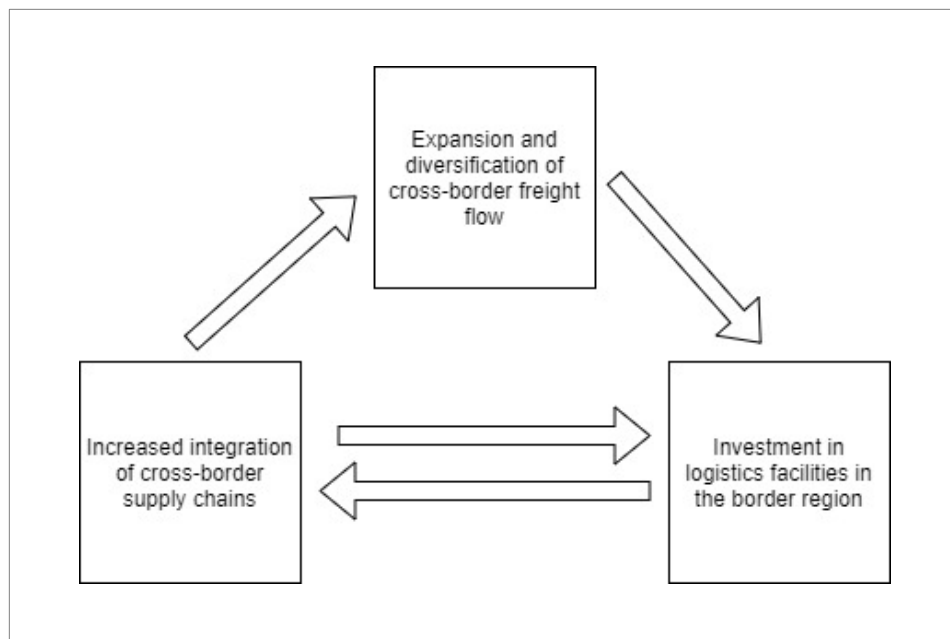 Expansion and
diversification of
cross-border freight
flow
Increased integration
of cross-border
supply chains
Investment in
logistics facilities in
the border region